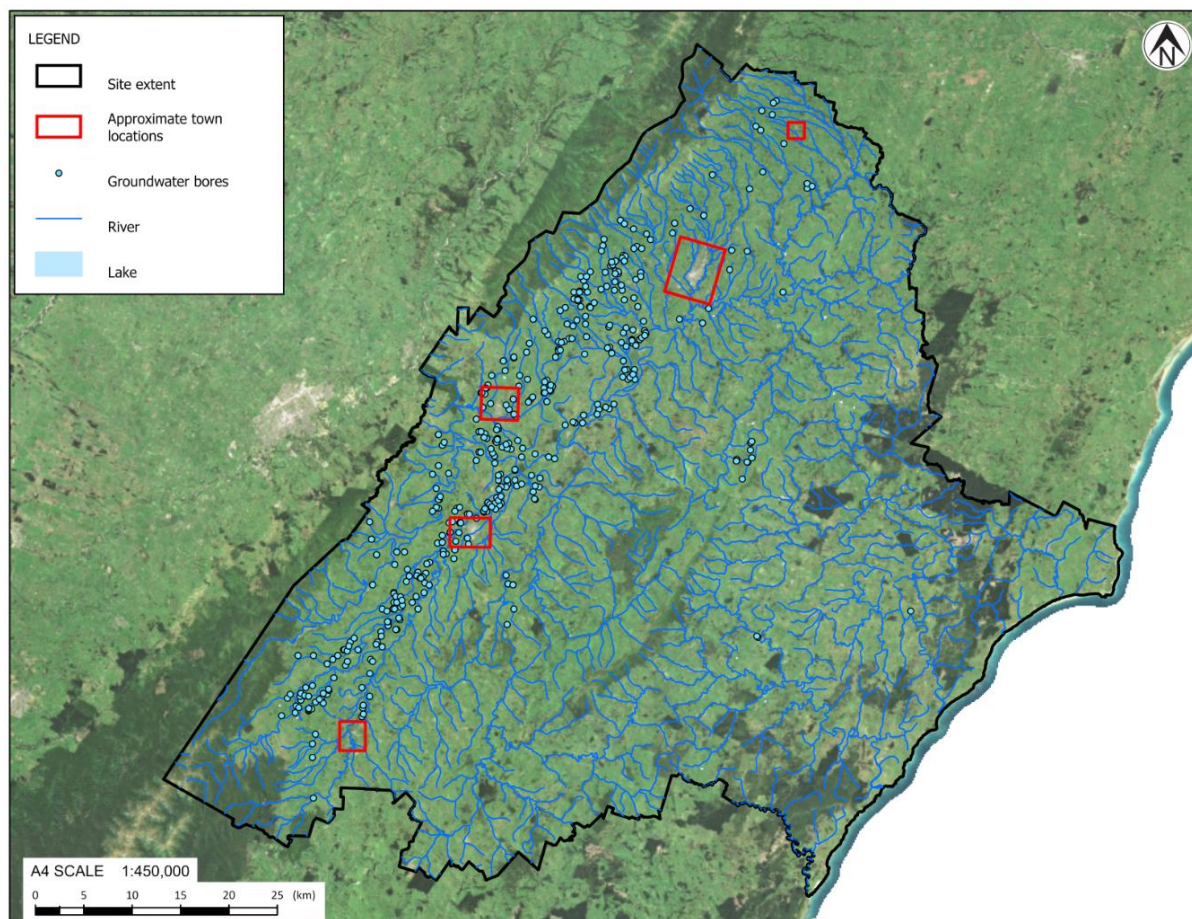 LEGEND
Site extent
Approximate town
locations
Groundwater bores
River
Lake
N
A4 SCALE 1:450,000
0 5 10 15 20 25 (km)